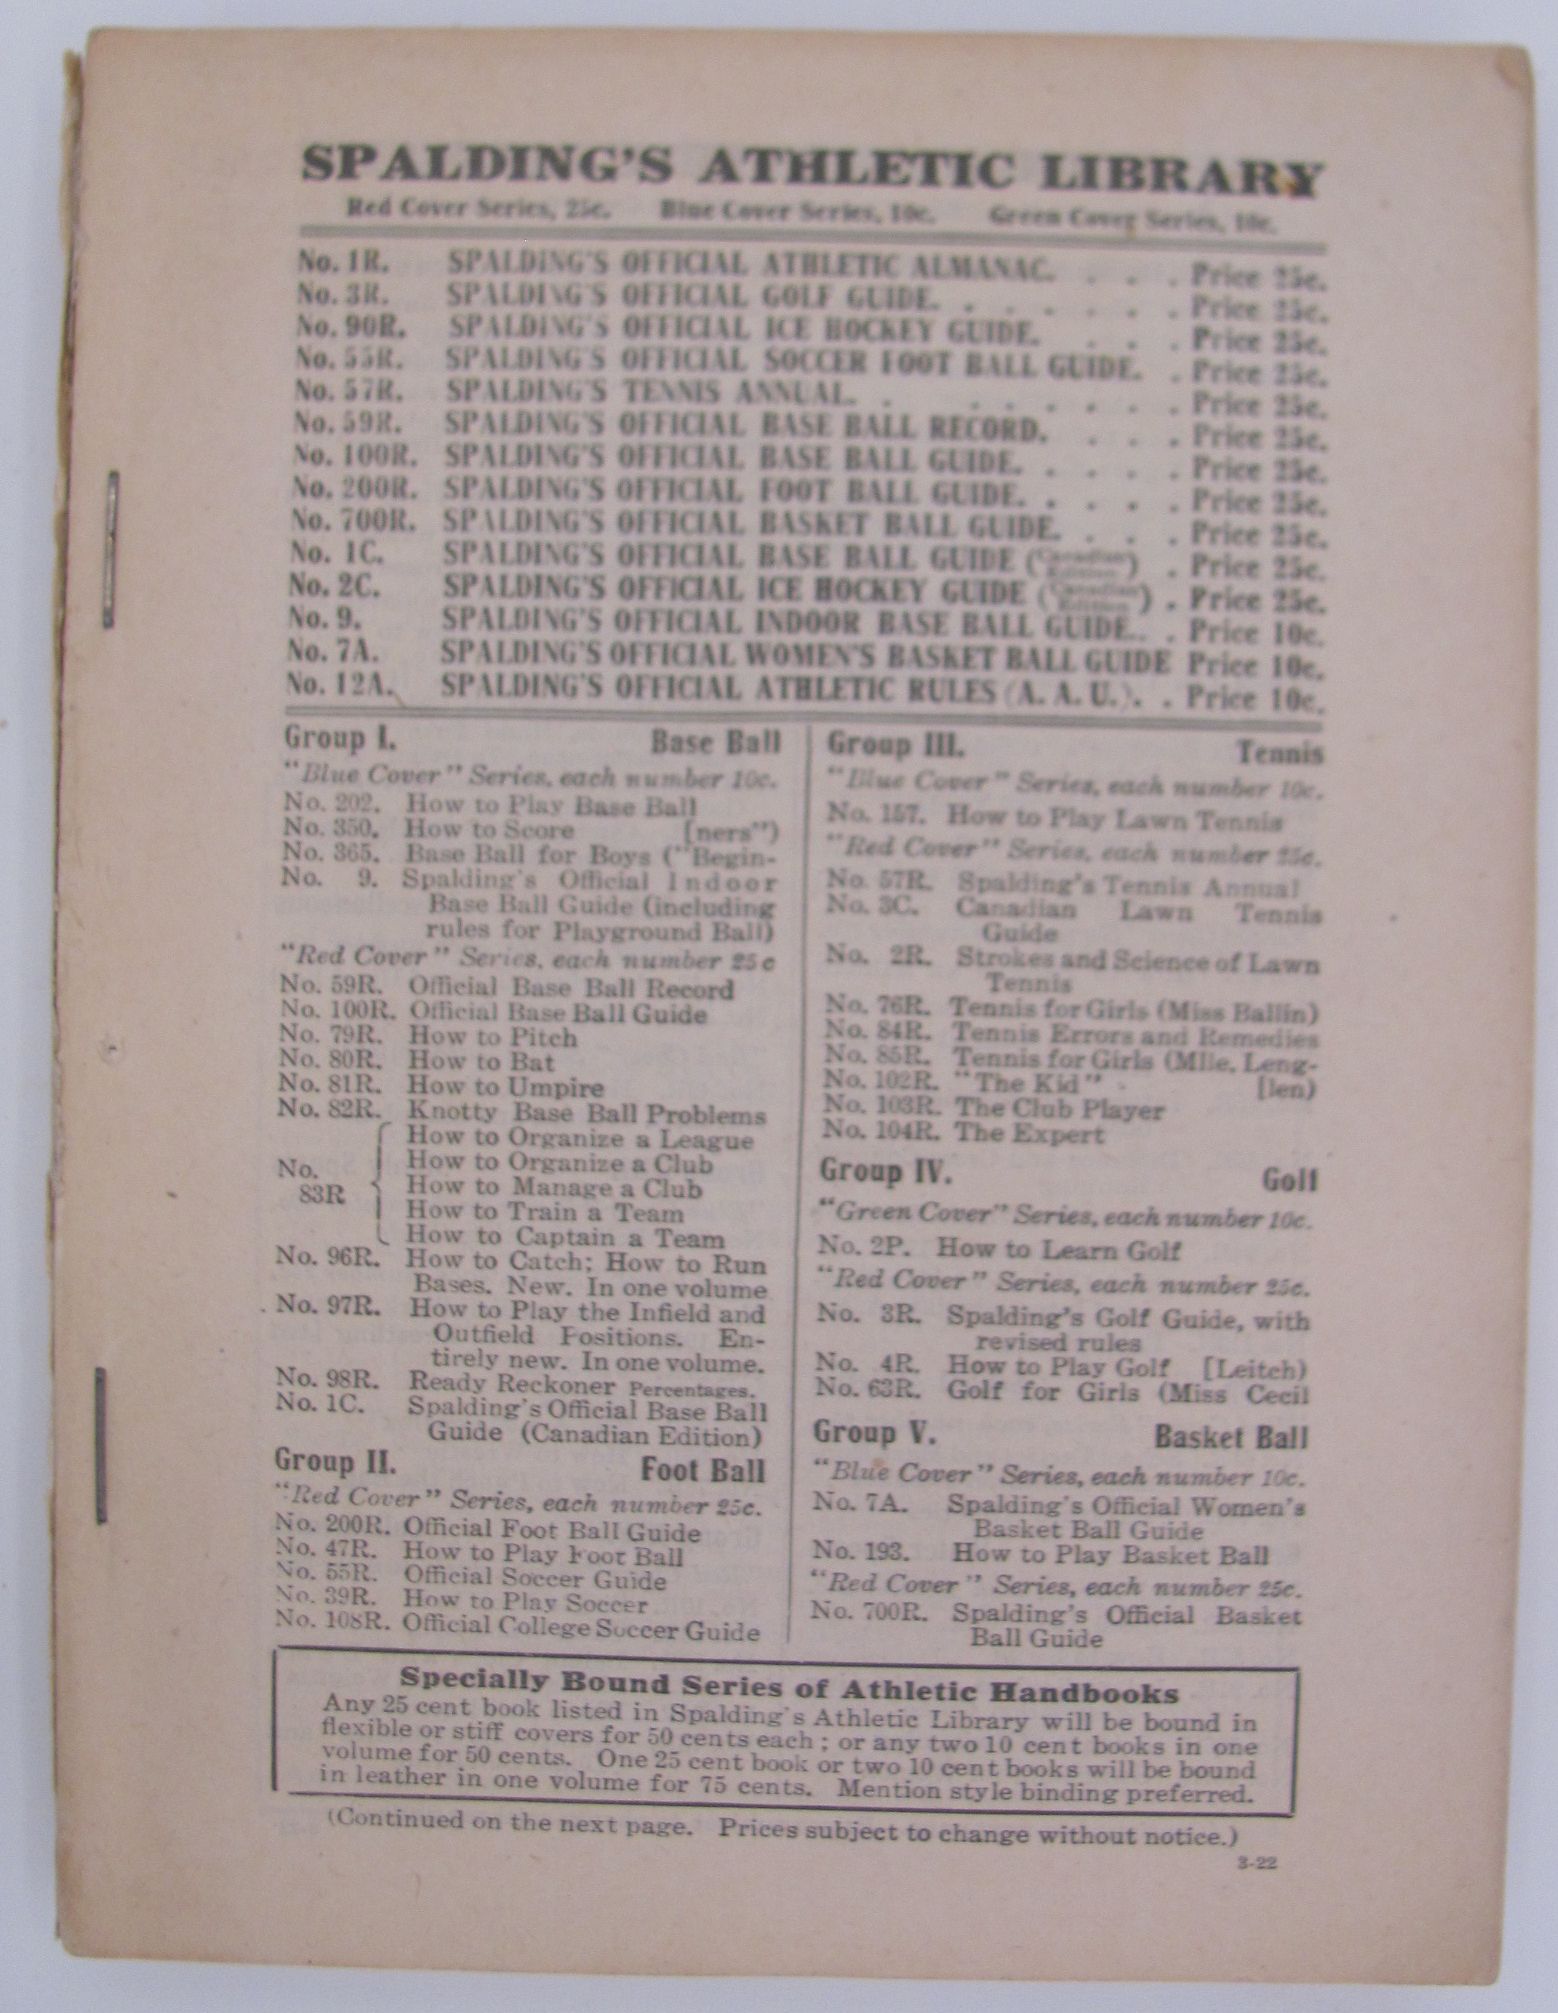 SPALDING'S ATHLETIC LIBRARY
Red Cover Series, 25c. Blue Cover Series, 10c. Green Cover Series, 10c.
No. 1R. SPALDING'S OFFICIAL ATHLETIC ALMANAC. . . . Price 25c.
No. 3R. SPALDING'S OFFICIAL GOLF GUIDE. . . . . . . Price 25c.
No. 90R. SPALDING'S OFFICIAL ICE HOCKEY GUIDE. . . . Price 25c.
No. 55R. SPALDING'S OFFICIAL SOCCER FOOT BALL GUIDE. . Price 25c.
No. 57R. SPALDING'S TENNIS ANNUAL. . . . . . . Price 25c.
No. 59R. SPALDING'S OFFICIAL BASE BALL RECORD. . . . Price 25c.
No. 100R. SPALDING'S OFFICIAL BASE BALL GUIDE. . . . . Price 25c.
No. 200R. SPALDING'S OFFICIAL FOOT BALL GUIDE. . . . . Price 25c.
No. 700R. SPALDING'S OFFICIAL BASKET BALL GUIDE. . . . Price 25c.
No. 1C. SPALDING'S OFFICIAL BASE BALL GUIDE (Canadian Edition) . Price 25c.
No. 2C. SPALDING'S OFFICIAL ICE HOCKEY GUIDE (Canadian Edition) . Price 25c.
No. 9. SPALDING'S OFFICIAL INDOOR BASE BALL GUIDE. . . Price 10c.
No. 7A. SPALDING'S OFFICIAL WOMEN'S BASKET BALL GUIDE Price 10c.
No. 12A. SPALDING'S OFFICIAL ATHLETIC RULES (A. A. U.). . Price 10c.
Group I. Base Ball
"Blue Cover" Series, each number 10c.
No. 202. How to Play Base Ball
No. 350. How to Score [ners")
No. 365. Base Ball for Boys ("Begin-
No. 9. Spalding's Official Indoor
Base Ball Guide (including
rules for Playground Ball)
"Red Cover" Series, each number 25c
No. 59R. Official Base Ball Record
No. 100R. Official Base Ball Guide
No. 79R. How to Pitch
No. 80R. How to Bat
No. 81R. How to Umpire
No. 82R. Knotty Base Ball Problems
How to Organize a League
No. How to Organize a Club
83R How to Manage a Club
How to Train a Team
How to Captain a Team
No. 96R. How to Catch; How to Run
Bases. New. In one volume
No. 97R. How to Play the Infield and
Outfield Positions. En-
tirely new. In one volume.
No. 98R. Ready Reckoner Percentages.
No. 1C. Spalding's Official Base Ball
Guide (Canadian Edition)
Group II. Foot Ball
"Red Cover" Series, each number 25c.
No. 200R. Official Foot Ball Guide
No. 47R. How to Play Foot Ball
No. 55R. Official Soccer Guide
No. 39R. How to Play Soccer
No. 108R. Official College Soccer Guide
Group III. Tennis
"Blue Cover" Series, each number 10c.
No. 157. How to Play Lawn Tennis
"Red Cover" Series, each number 25c.
No. 57R. Spalding's Tennis Annual
No. 3C. Canadian Lawn Tennis
Guide
No. 2R. Strokes and Science of Lawn
Tennis
No. 76R. Tennis for Girls (Miss Ballin)
No. 84R. Tennis Errors and Remedies
No. 85R. Tennis for Girls (Mlle. Leng-
No. 102R. "The Kid" [len)
No. 103R. The Club Player
No. 104R. The Expert
Group IV. Golf
"Green Cover" Series, each number 10c.
No. 2P. How to Learn Golf
"Red Cover" Series, each number 25c.
No. 3R. Spalding's Golf Guide, with
revised rules
No. 4R. How to Play Golf [Leitch)
No. 63R. Golf for Girls (Miss Cecil
Group V. Basket Ball
"Blue Cover" Series, each number 10c.
No. 7A. Spalding's Official Women's
Basket Ball Guide
No. 193. How to Play Basket Ball
"Red Cover" Series, each number 25c.
No. 700R. Spalding's Official Basket
Ball Guide
Specially Bound Series of Athletic Handbooks
Any 25 cent book listed in Spalding's Athletic Library will be bound in
flexible or stiff covers for 50 cents each; or any two 10 cent books in one
volume for 50 cents. One 25 cent book or two 10 cent books will be bound
in leather in one volume for 75 cents. Mention style binding preferred.
(Continued on the next page. Prices subject to change without notice.)
3-22